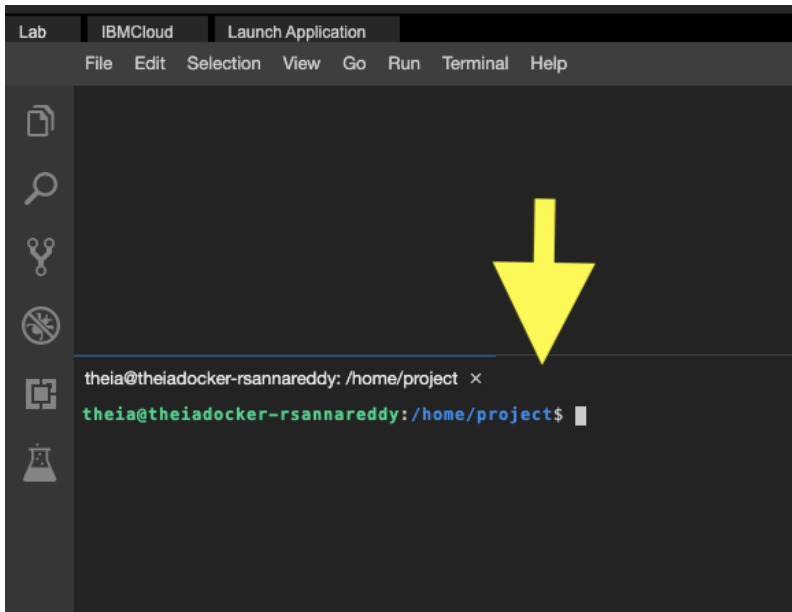 Lab IBMCloud Launch Application
File Edit Selection View Go Run Terminal Help
theia@theiadocker-rsannareddy: /home/project ×
theia@theiadocker-rsannareddy:/home/project$